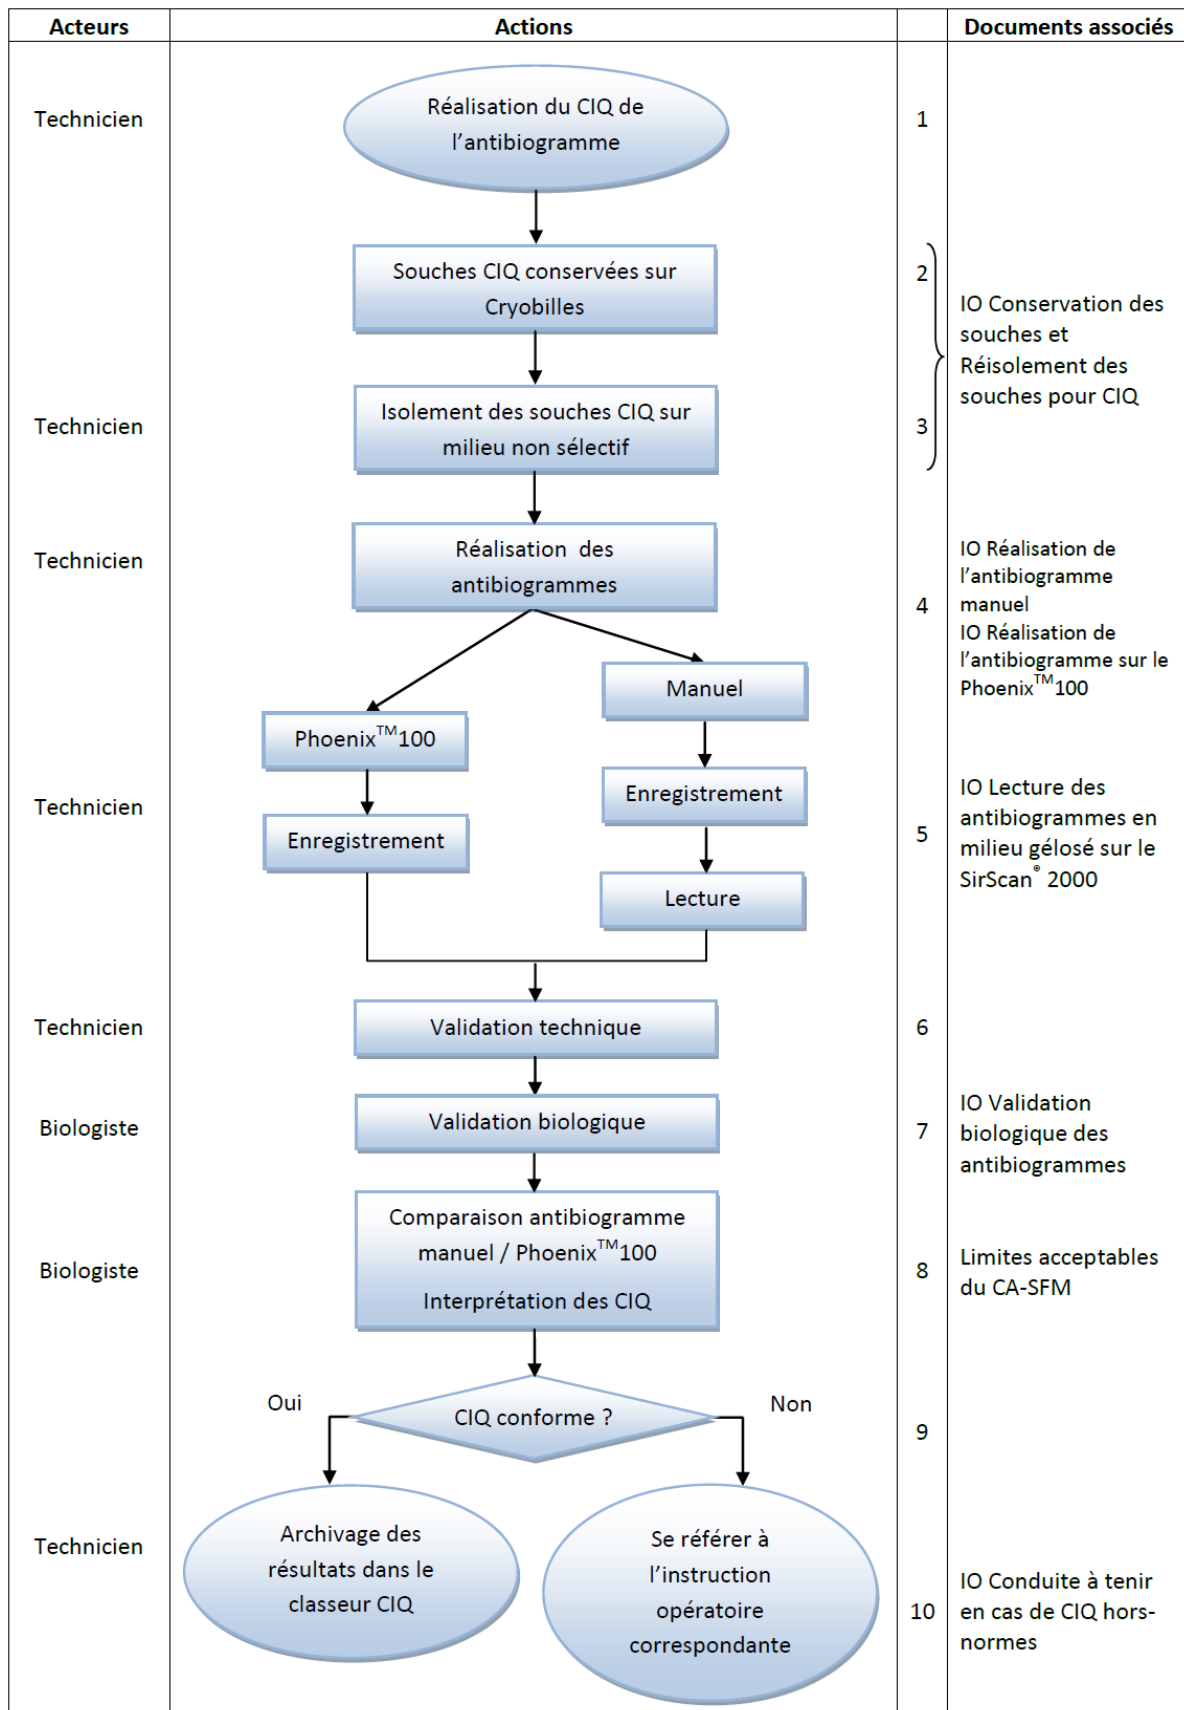 Acteurs
Actions
Documents associés
Technicien
Réalisation du CIQ de
l’antibiogramme
1
Souches CIQ conservées sur
Cryobilles
2
IO Conservation des
souches et
Réisolement des
souches pour CIQ
Technicien
Isolement des souches CIQ sur
milieu non sélectif
3
Technicien
Réalisation des
antibiogrammes
4
IO Réalisation de
l’antibiogramme
manuel
IO Réalisation de
l’antibiogramme sur le
Phoenix™100
Manuel
Phoenix™100
Technicien
Enregistrement
Enregistrement
Lecture
5
IO Lecture des
antibiogrammes en
milieu gélosé sur le
SirScan® 2000
Technicien
Validation technique
6
Biologiste
Validation biologique
7
IO Validation
biologique des
antibiogrammes
Biologiste
Comparaison antibiogramme
manuel / Phoenix™100
Interprétation des CIQ
8
Limites acceptables
du CA-SFM
Oui
CIQ conforme ?
Non
9
Technicien
Archivage des
résultats dans le
classeur CIQ
Se référer à
l’instruction
opératoire
correspondante
10
IO Conduite à tenir
en cas de CIQ hors-
normes